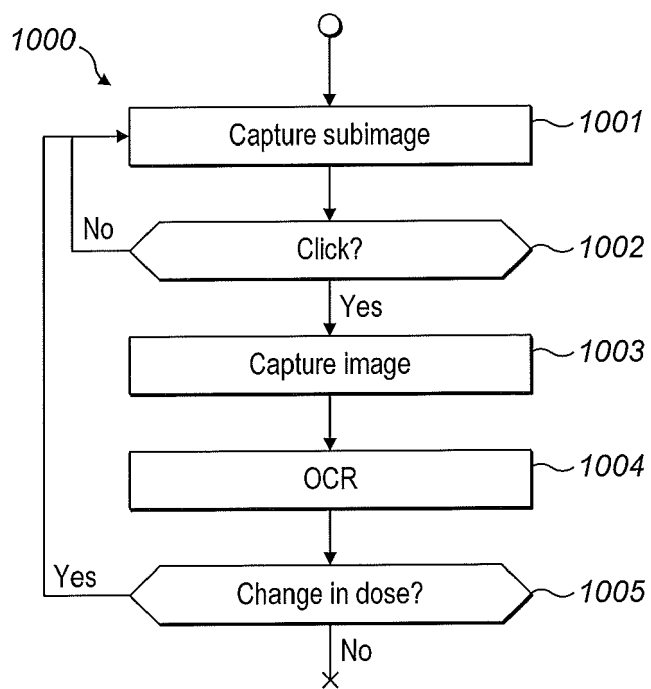 1000
Capture subimage
1001
No
Click?
1002
Yes
Capture image
1003
OCR
1004
Yes
Change in dose?
1005
No